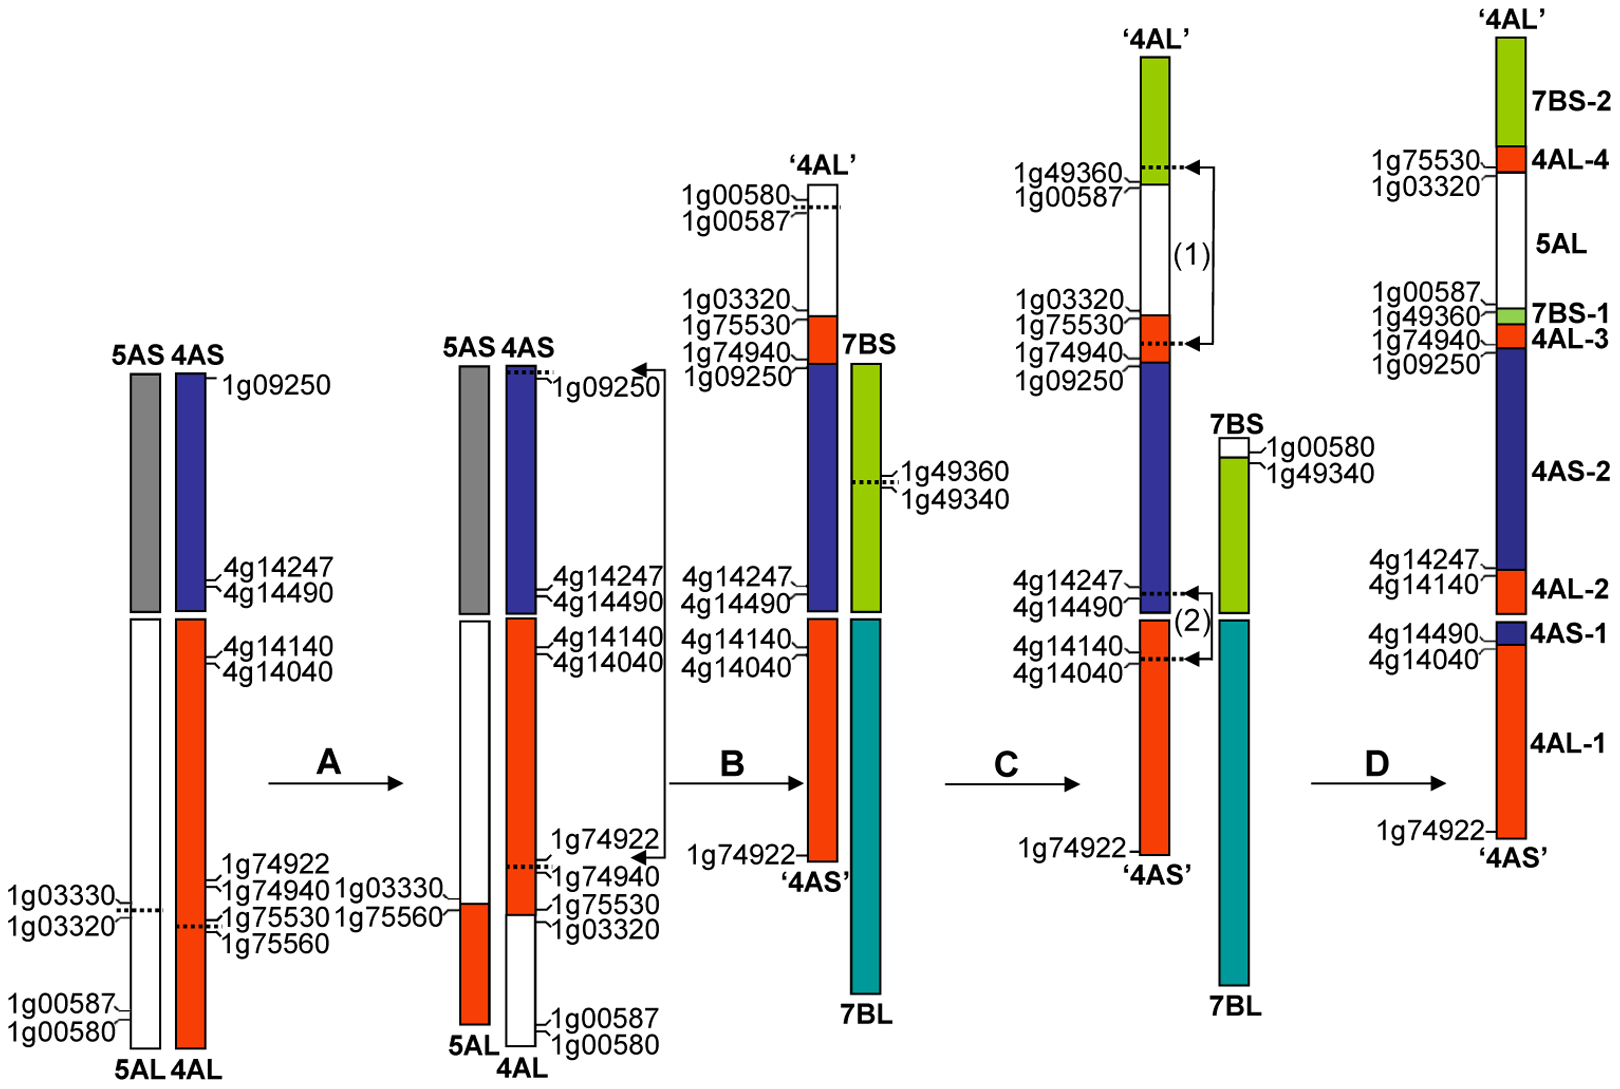 5AS 4AS
1g09250
4g14247
4g14490
4g14140
4g14040
1g74922
1g74940
1g75530
1g75560
1g03330
1g03320
1g00587
1g00580
5AL 4AL
A
5AS 4AS
1g09250
4g14247
4g14490
4g14140
4g14040
1g74922
1g74940
1g75530
1g03320
1g03330
1g75560
1g00587
1g00580
5AL
4AL
B
‘4AL’
1g00580
1g00587
1g03320
1g75530
1g74940
1g09250
4g14247
4g14490
4g14140
4g14040
1g74922
‘4AS’
7BS
1g49360
1g49340
7BL
C
‘4AL’
1g49360
1g00587
(1)
1g03320
1g75530
1g74940
1g09250
4g14247
4g14490
(2)
4g14140
4g14040
1g74922
‘4AS’
7BS
1g00580
1g49340
7BL
D
‘4AL’
7BS-2
1g75530
4AL-4
1g03320
5AL
1g00587
1g49360
7BS-1
1g74940
4AL-3
1g09250
4AS-2
4g14247
4g14140
4AL-2
4g14490
4AS-1
4g14040
4AL-1
1g74922
‘4AS’